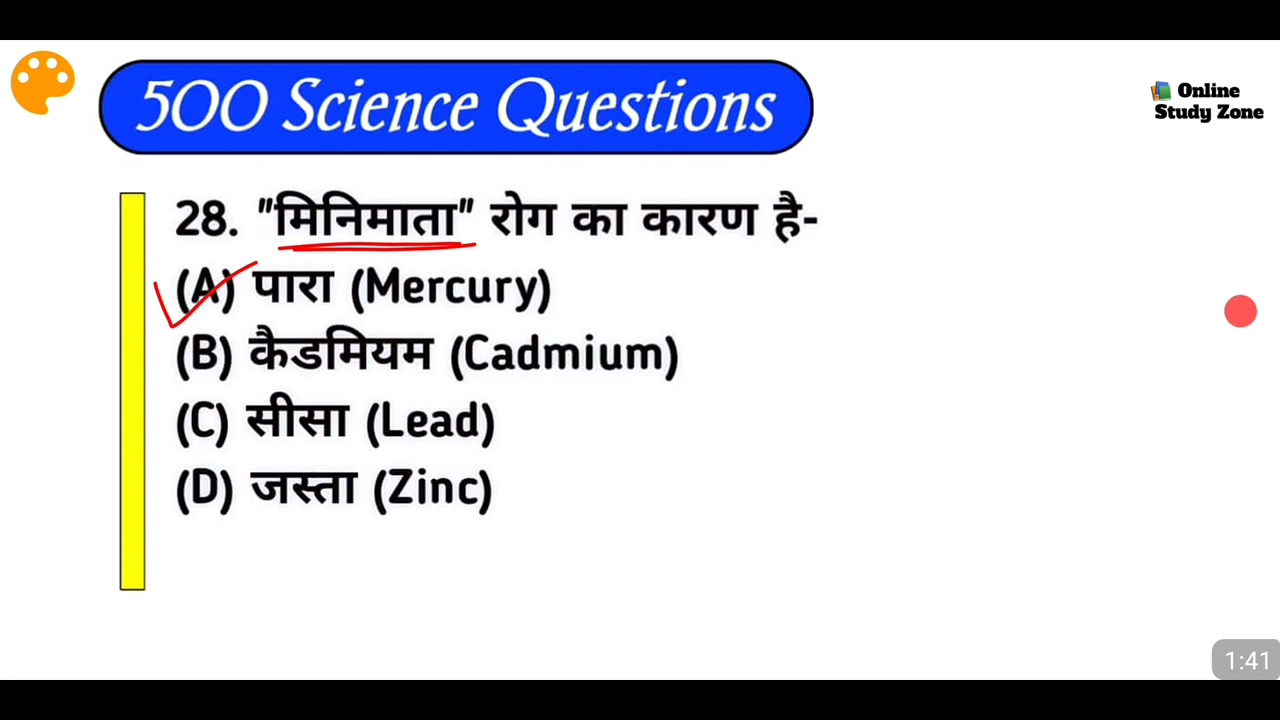 500 Science Questions
Online
Study Zone
28. "मिनिमाता" रोग का कारण है-
(A) पारा (Mercury)
(B) कैडमियम (Cadmium)
(C) सीसा (Lead)
(D) जस्ता (Zinc)
1:41